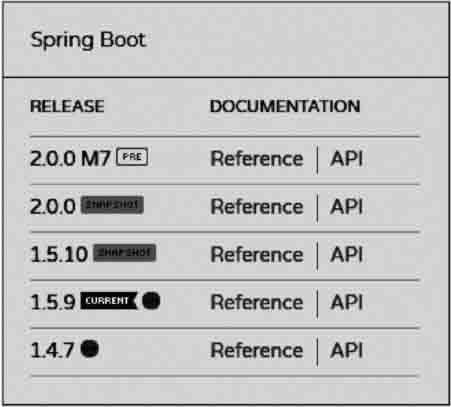 Spring Boot
RELEASE DOCUMENTATION
2.0.0 M7 PRE Reference | API
2.0.0 SNAPSHOT Reference | API
1.5.10 SNAPSHOT Reference | API
1.5.9 CURRENT Reference | API
1.4.7 Reference | API